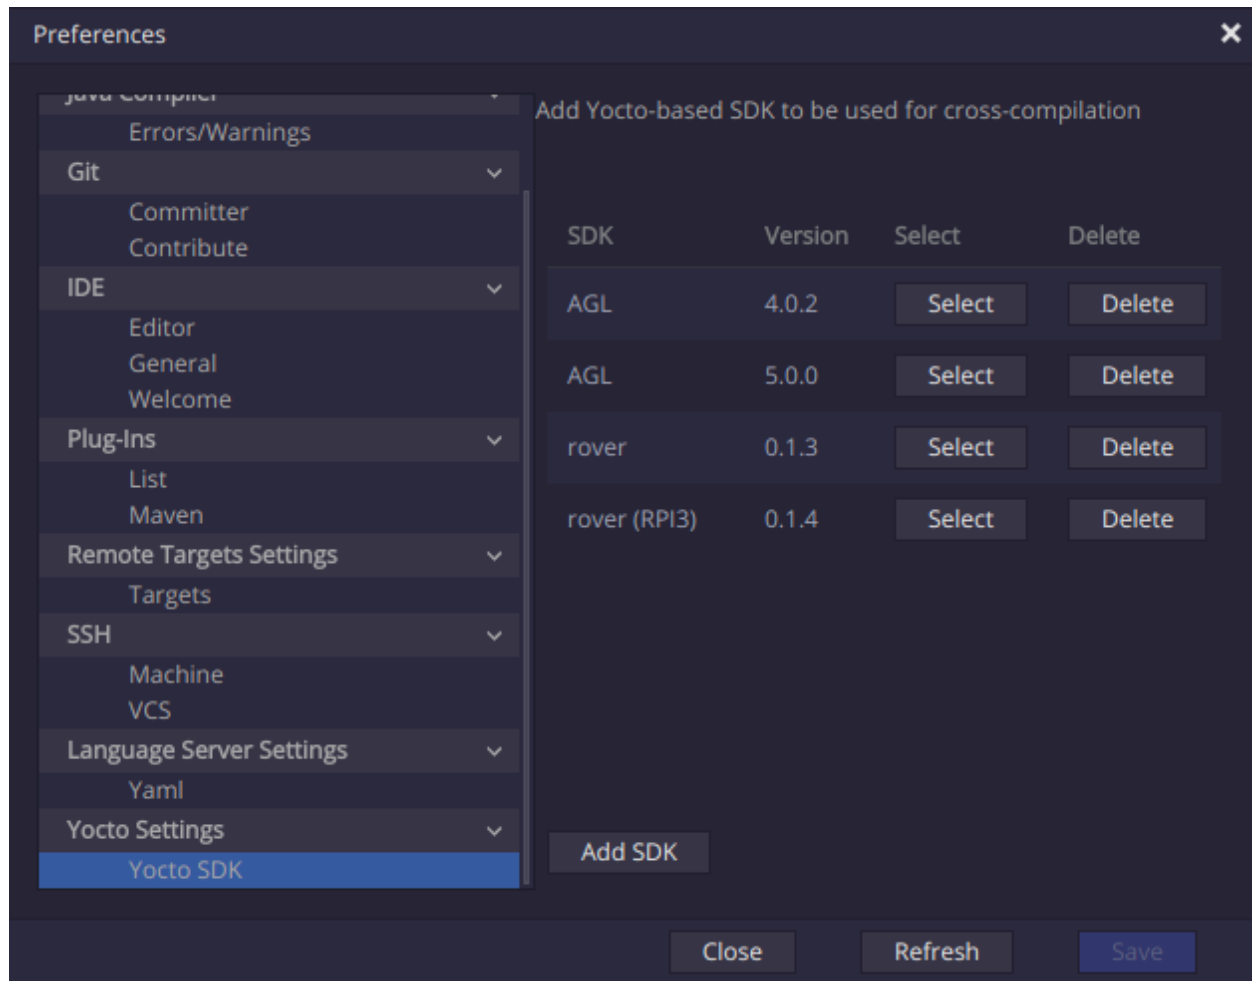 Preferences
Java Compiler
Errors/Warnings
Git
Committer
Contribute
IDE
Editor
General
Welcome
Plug-Ins
List
Maven
Remote Targets Settings
Targets
SSH
Machine
VCS
Language Server Settings
Yaml
Yocto Settings
Yocto SDK
Add Yocto-based SDK to be used for cross-compilation
SDK Version Select Delete
AGL 4.0.2 Select Delete
AGL 5.0.0 Select Delete
rover 0.1.3 Select Delete
rover (RPI3) 0.1.4 Select Delete
Add SDK
Close Refresh Save